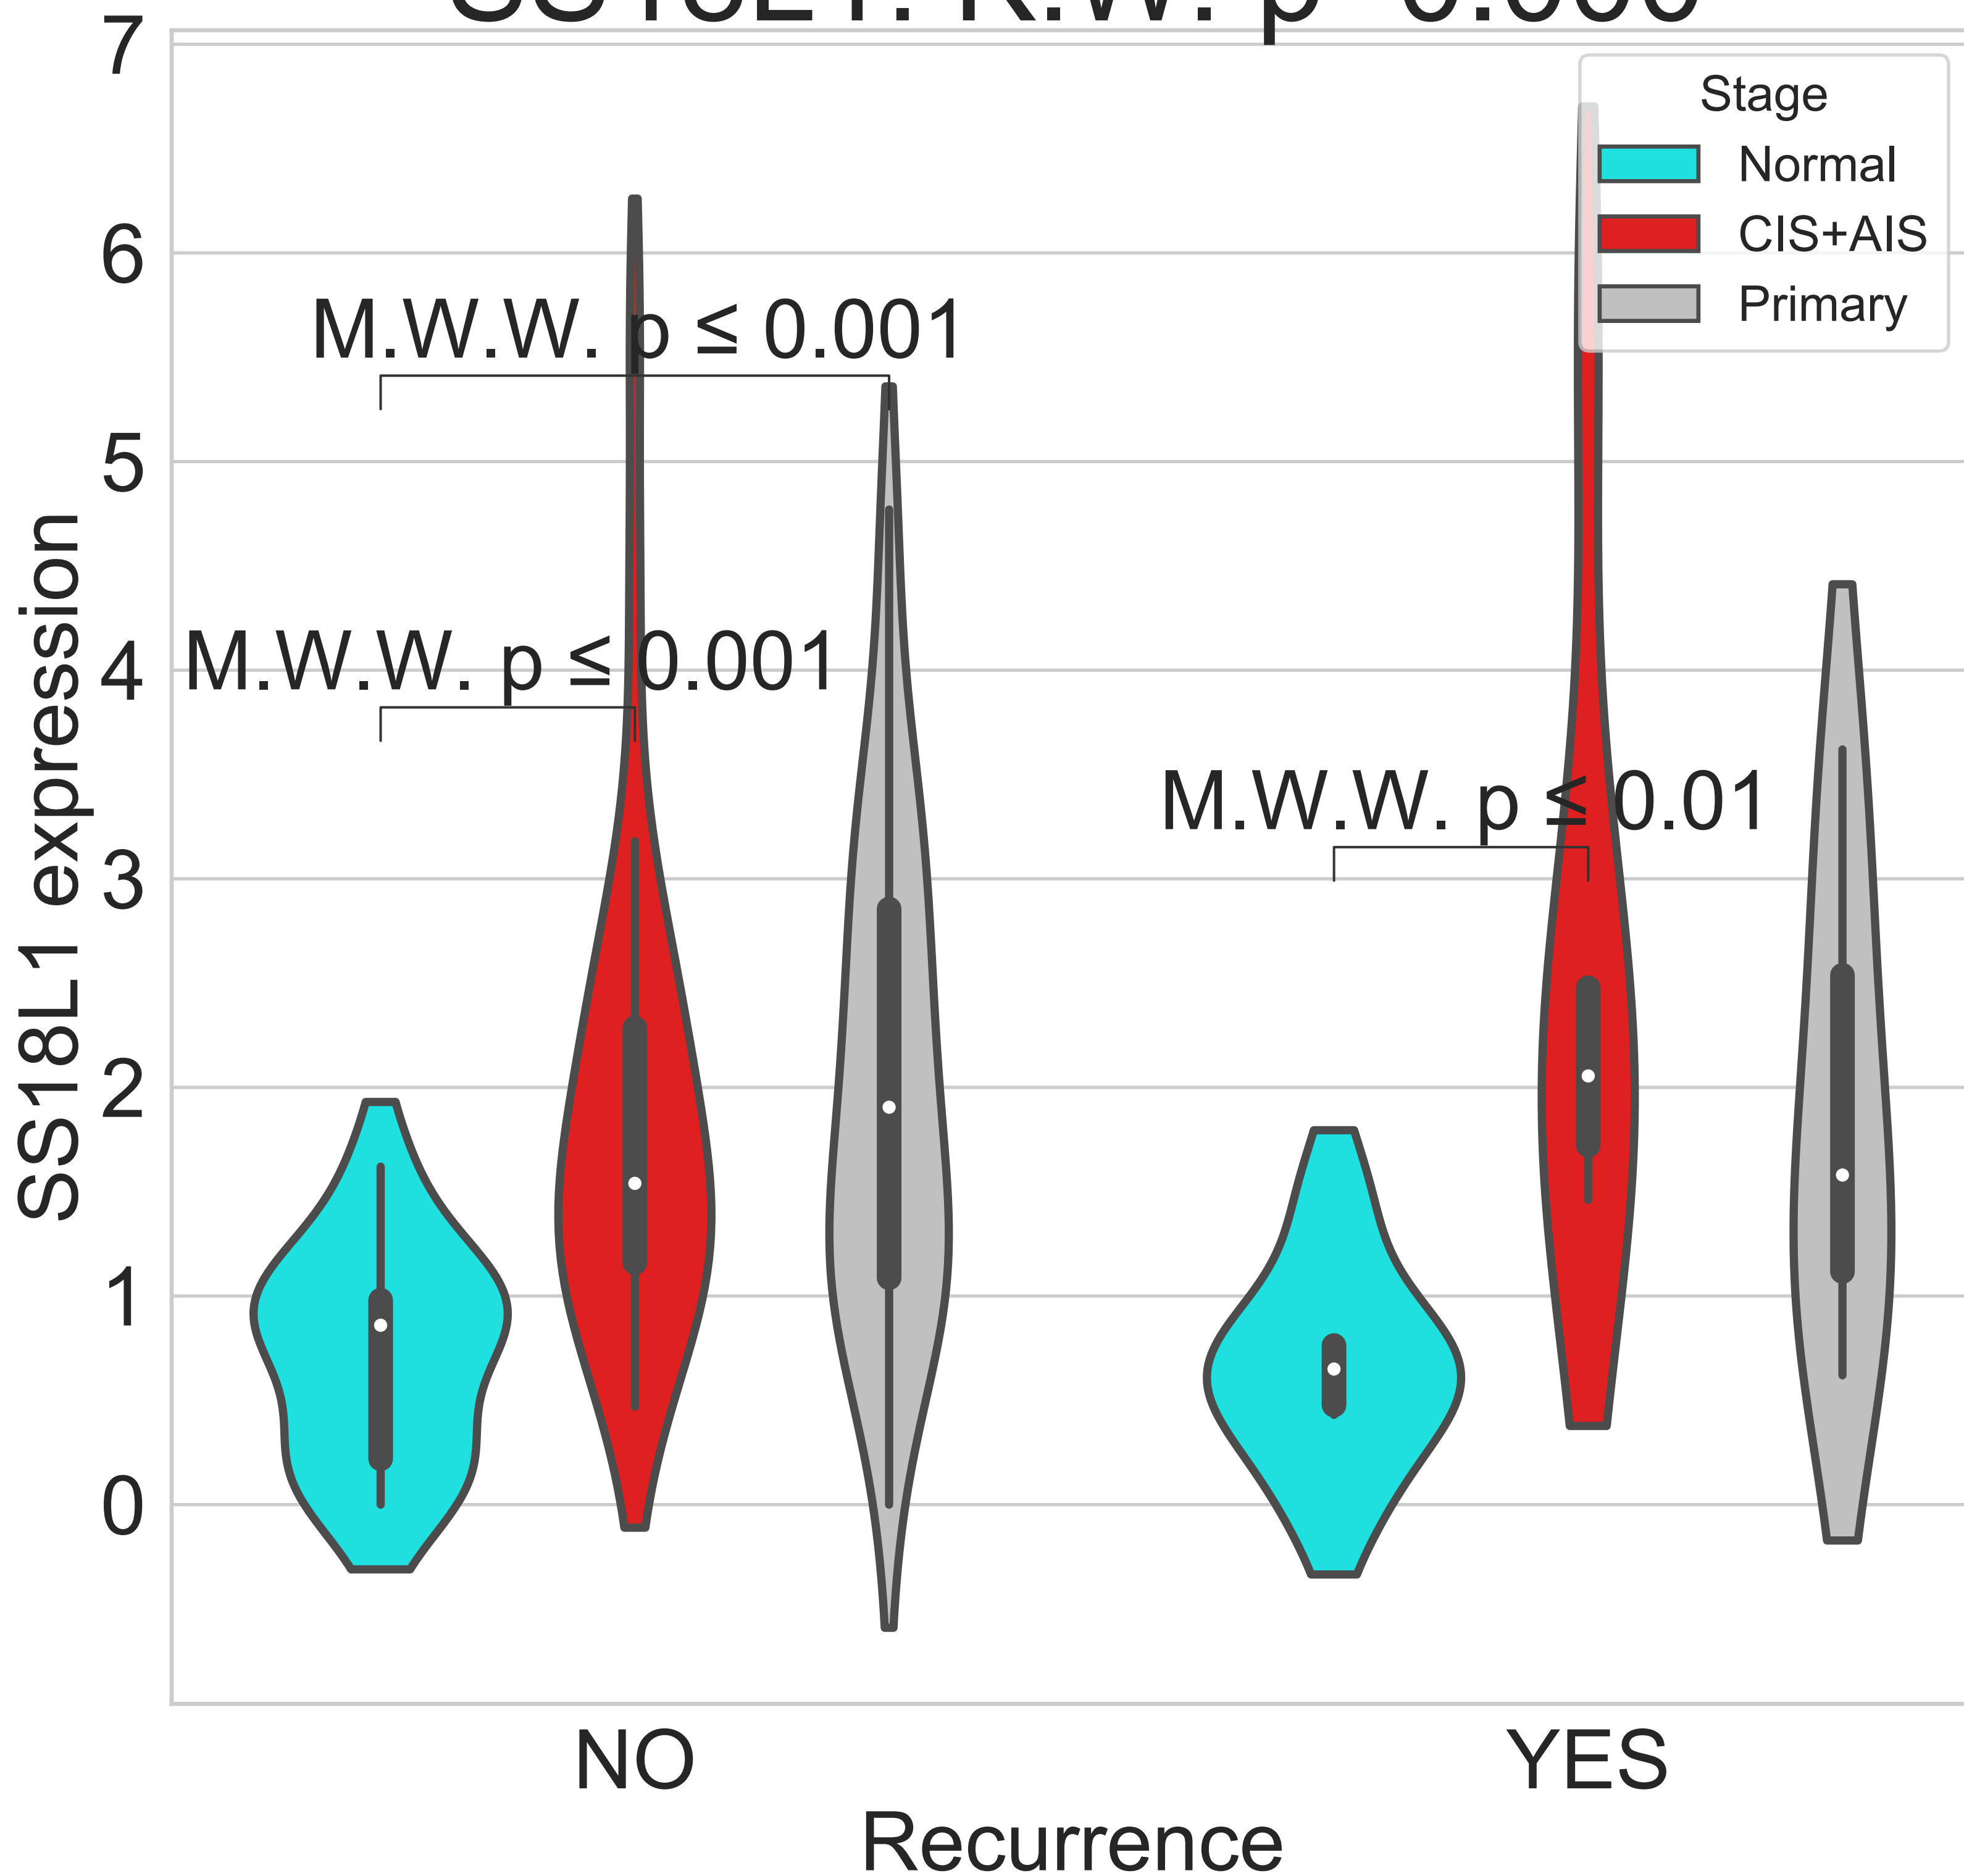 7
Stage
Normal
CIS+AIS
Primary
6
M.W.W. p ≤ 0.001
5
M.W.W. p ≤ 0.001
4
M.W.W. p ≤ 0.01
3
SS18L1 expression
2
1
0
NO YES
Recurrence